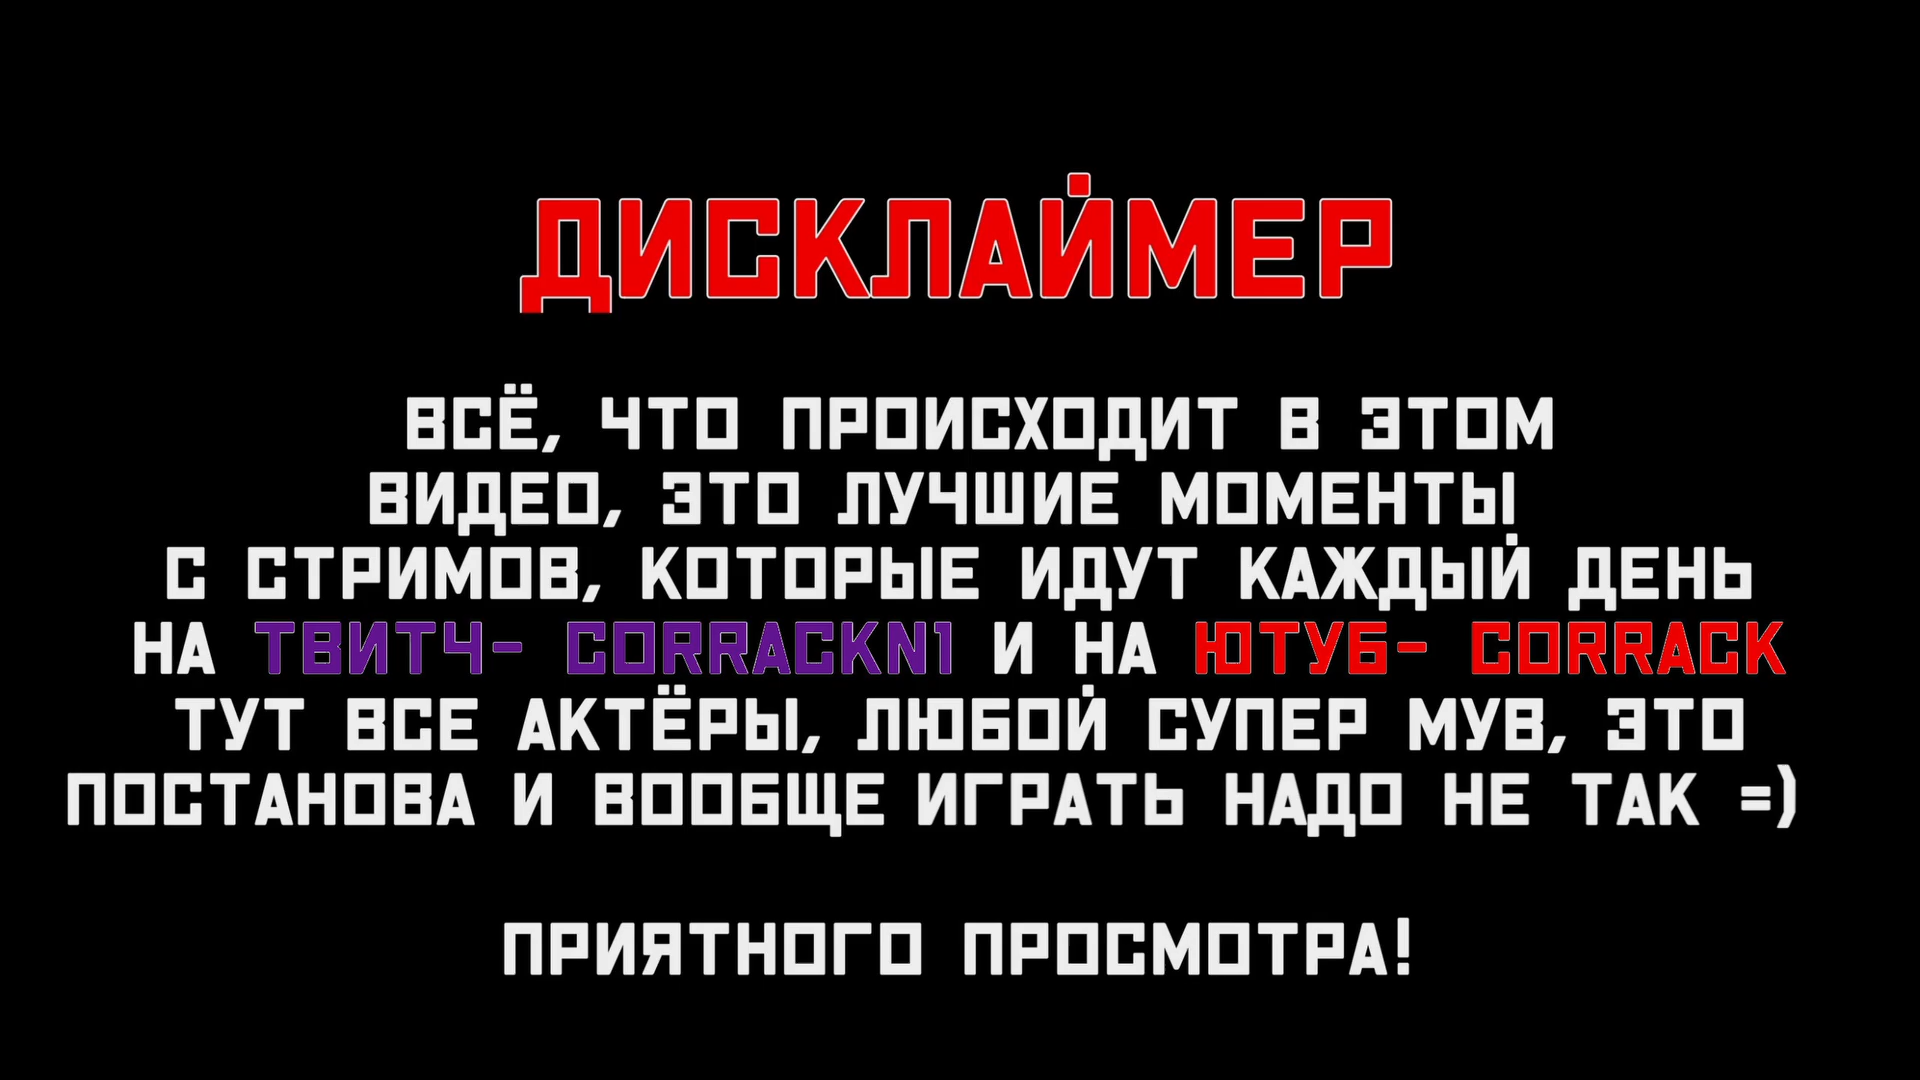 ДИСКЛАЙМЕР
ВСЁ, ЧТО ПРОИСХОДИТ В ЭТОМ
ВИДЕО, ЭТО ЛУЧШИЕ МОМЕНТЫ
С СТРИМОВ, КОТОРЫЕ ИДУТ КАЖДЫЙ ДЕНЬ
НА ТВИТЧ- CORRACKN1 И НА ЮТУБ- CORRACK
ТУТ ВСЕ АКТЁРЫ, ЛЮБОЙ СУПЕР МУВ, ЭТО
ПОСТАНОВА И ВООБЩЕ ИГРАТЬ НАДО НЕ ТАК =)
ПРИЯТНОГО ПРОСМОТРА!